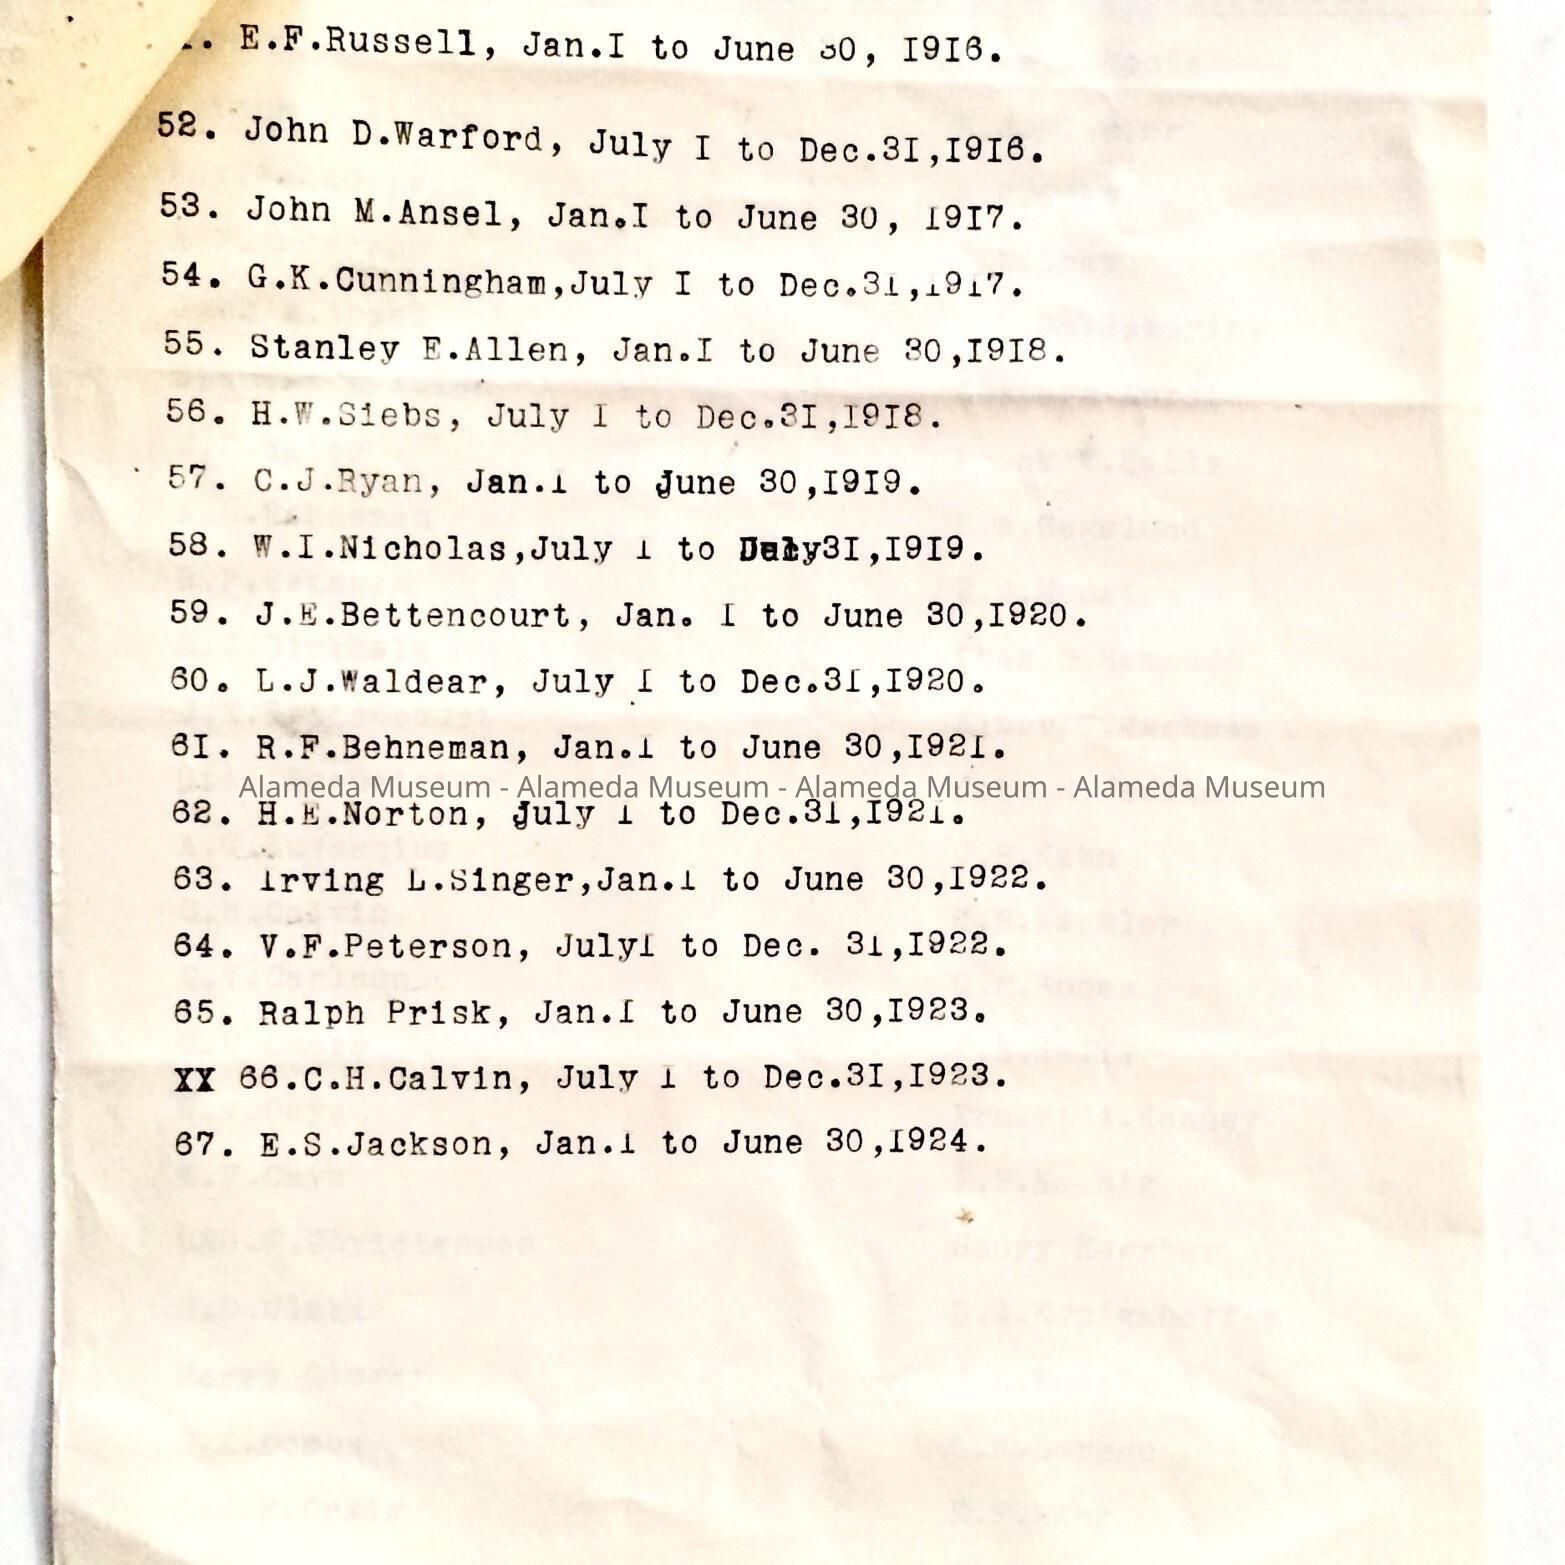 . E.F.Russell, Jan.I to June 30, I9I6.
52. John D.Warford, July I to Dec.3I,I9I6.
53. John M.Ansel, Jan.I to June 30, I9I7.
54. G.K.Cunningham,July I to Dec.3I,I9I7.
55. Stanley E.Allen, Jan.I to June 30,I9I8.
56. H.W.Siebs, July I to Dec.3I,I9I8.
57. C.J.Ryan, Jan.I to June 30,I9I9.
58. W.I.Nicholas,July I to 3I,I9I9.
59. J.E.Bettencourt, Jan. I to June 30,I920.
60. L.J.Waldear, July I to Dec.3I,I920.
6I. R.F.Behneman, Jan.I to June 30,I92I.
Alameda Museum - Alameda Museum - Alameda Museum - Alameda Museum
62. H.E.Norton, July I to Dec.3I,I92I.
63. Irving L.Singer,Jan.I to June 30,I922.
64. V.F.Peterson, JulyI to Dec. 3I,I922.
65. Ralph Prisk, Jan.I to June 30,I923.
XX 66.C.H.Calvin, July I to Dec.3I,I923.
67. E.S.Jackson, Jan.I to June 30,I924.